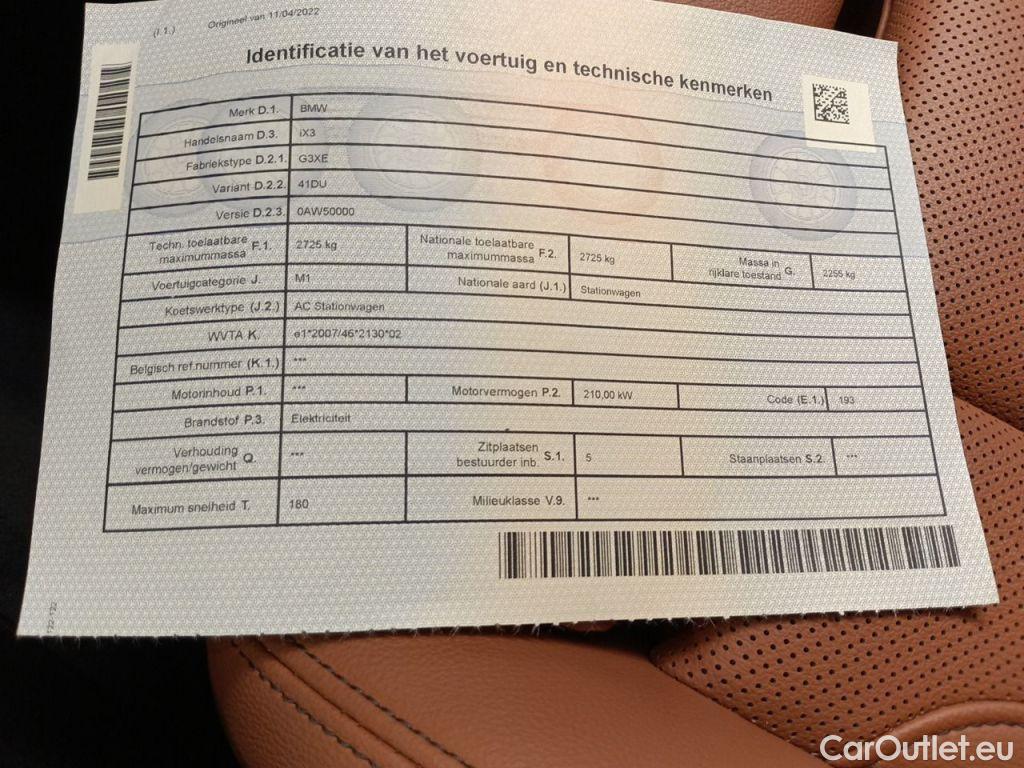 (I.1.) Origineel van 11/04/2022
Identificatie van het voertuig en technische kenmerken
Merk D.1. BMW
Handelsnaam D.3. iX3
Fabriekstype D.2.1. G3XE
Variant D.2.2. 41DU
Versie D.2.3. 0AW50000
Techn. toelaatbare maximummassa F.1. 2725 kg Nationale toelaatbare maximummassa F.2. 2725 kg Massa in rijklare toestand G. 2255 kg
Voertuigcategorie J. M1 Nationale aard (J.1.) Stationwagen
Koetswerktype (J.2.) AC Stationwagen
WVTA K. e1*2007/46*2130*02
Belgisch ref.nummer (K.1.) ***
Motorinhoud P.1. *** Motorvermogen P.2. 210,00 kW Code (E.1.) 193
Brandstof P.3. Elektriciteit
Verhouding vermogen/gewicht Q. *** Zitplaatsen bestuurder inb. S.1. 5 Staanplaatsen S.2. ***
Maximum snelheid T. 180 Milieuklasse V.9. ***
CarOutlet.eu